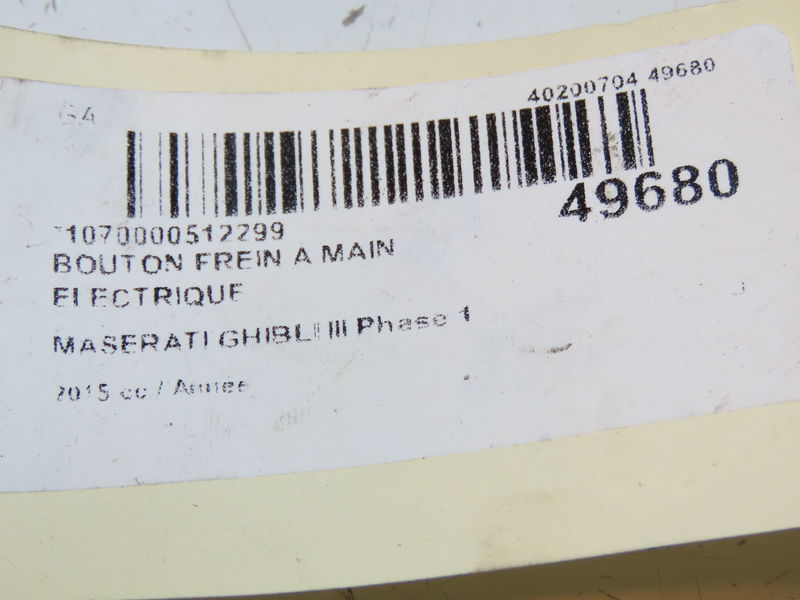 40200704 49680
49680
1070000512299
BOUTON FREIN A MAIN
ELECTRIQUE
MASERATI GHIBLI III Phase 1
2015 cc / Annee